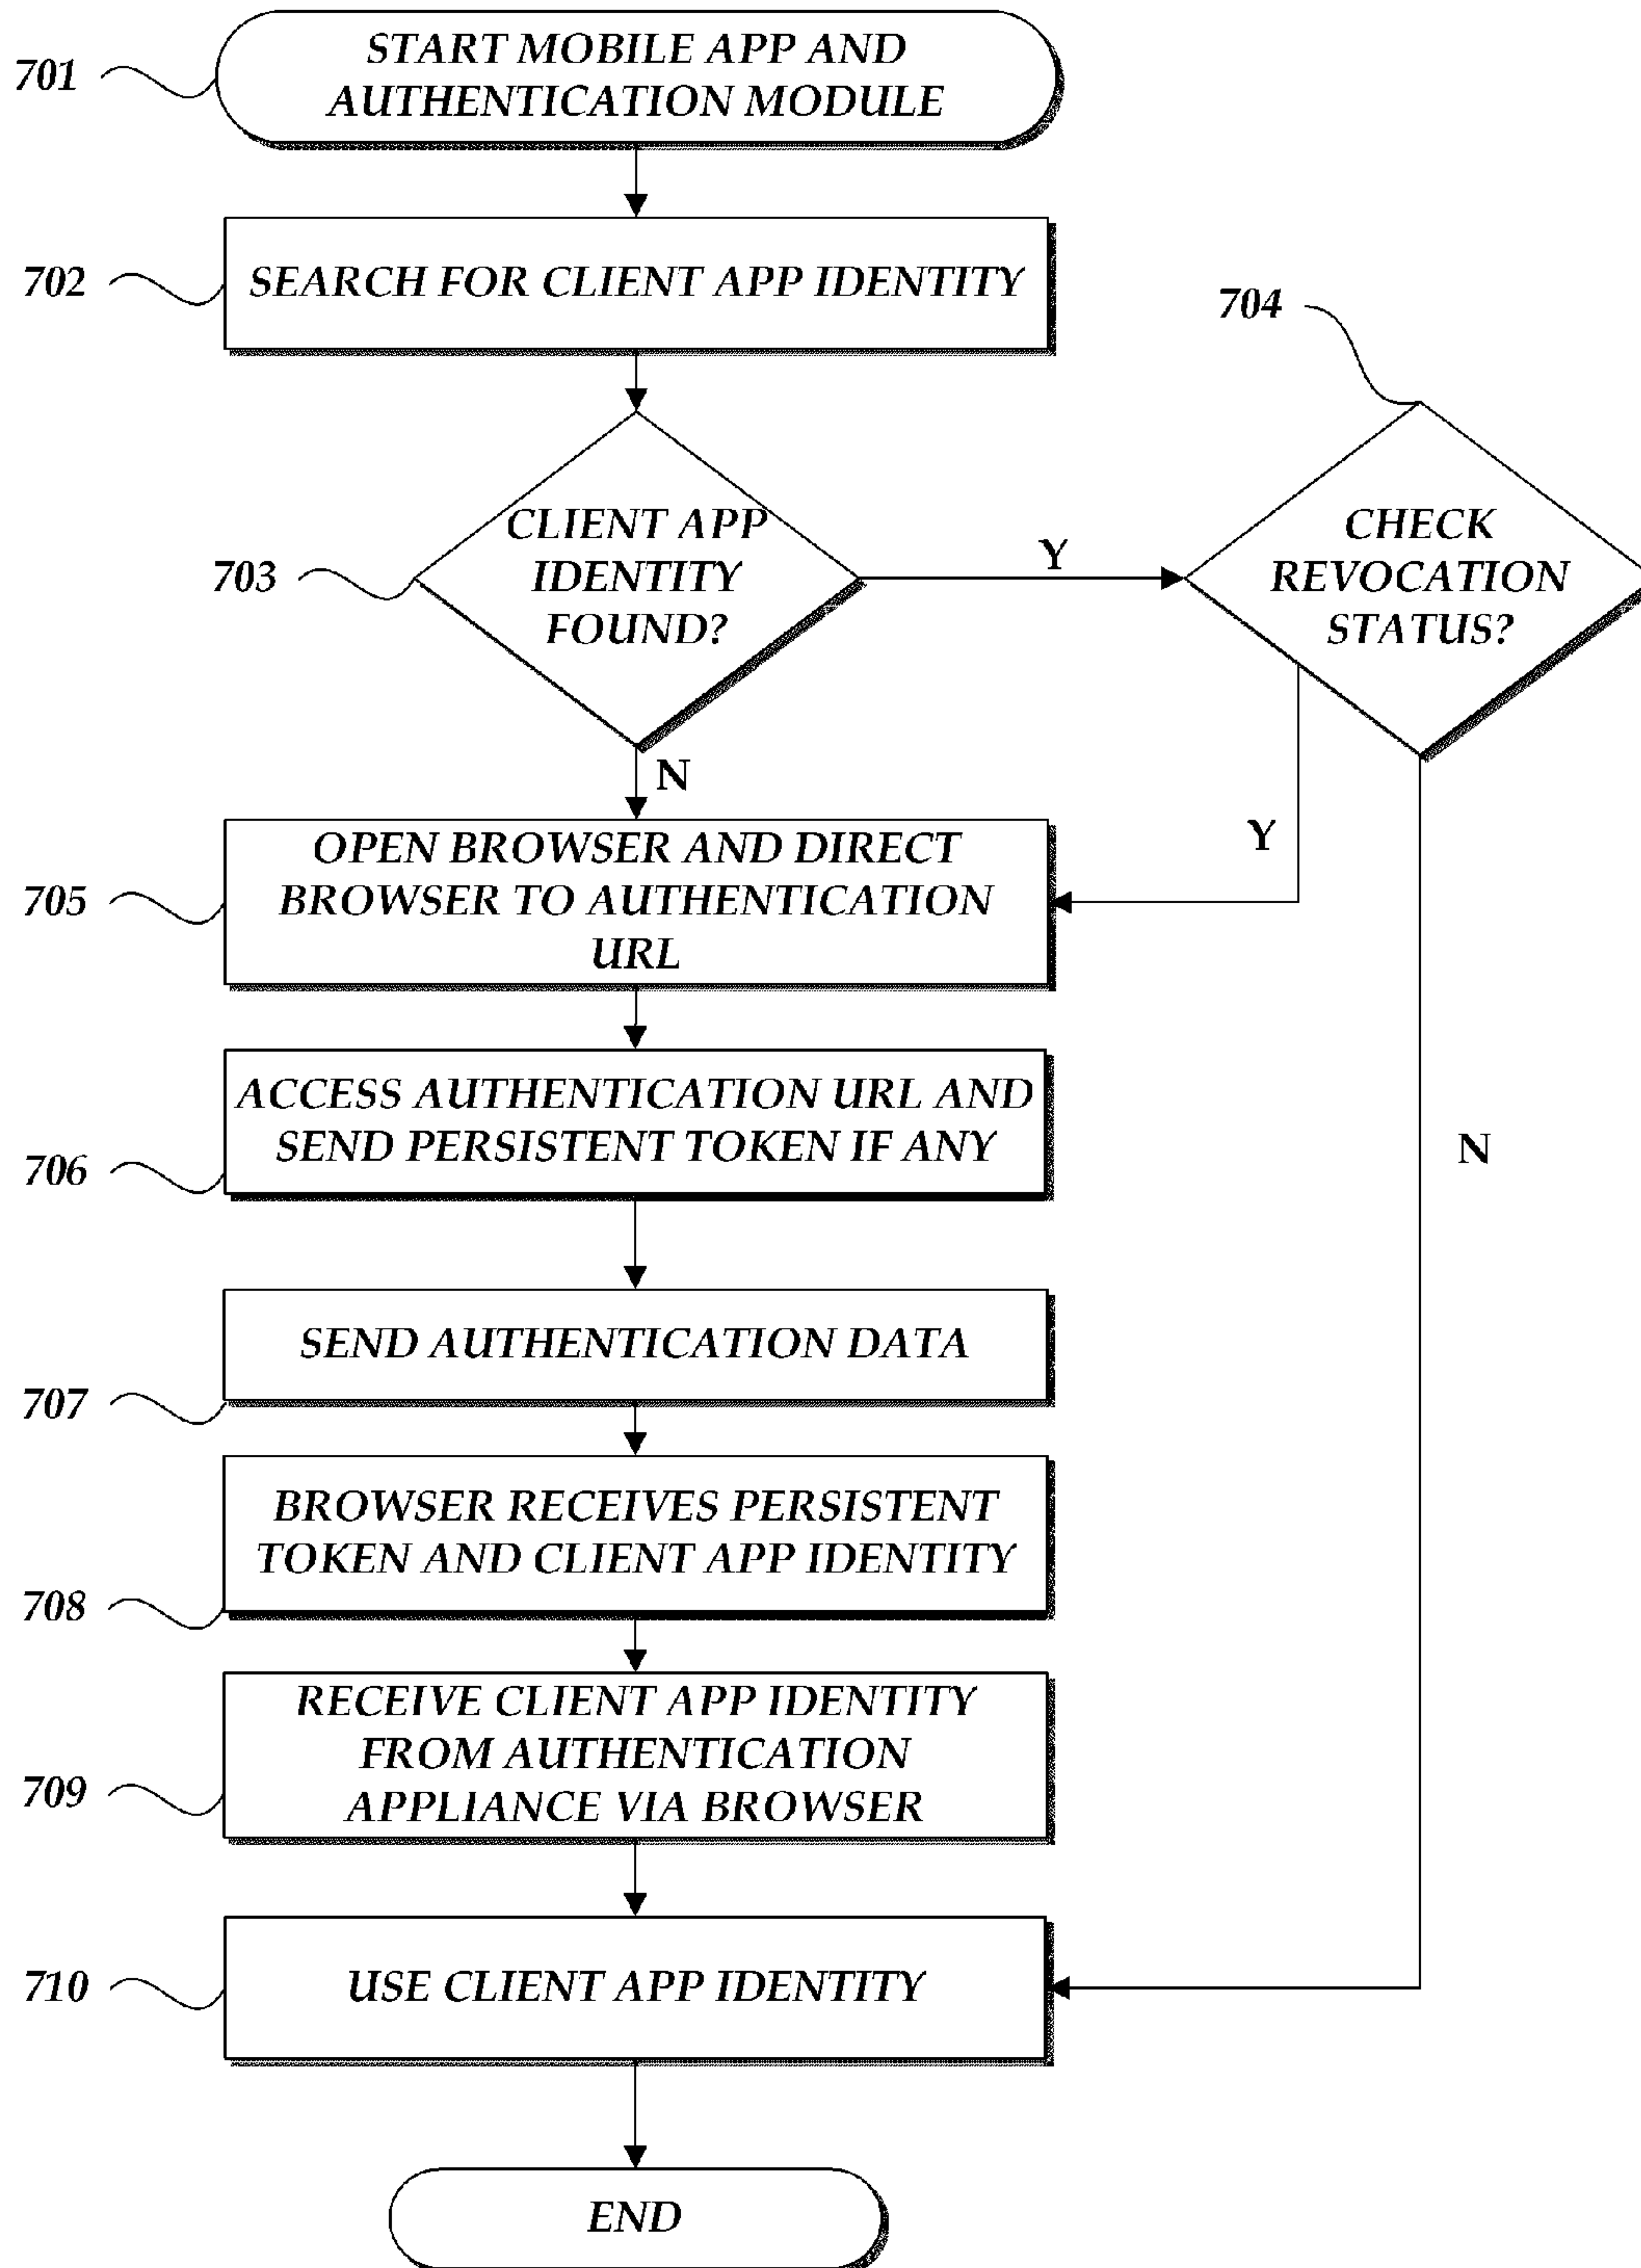 701
START MOBILE APP AND
AUTHENTICATION MODULE
702
SEARCH FOR CLIENT APP IDENTITY
704
703
CLIENT APP
IDENTITY
FOUND?
Y
CHECK
REVOCATION
STATUS?
N
Y
705
OPEN BROWSER AND DIRECT
BROWSER TO AUTHENTICATION
URL
706
ACCESS AUTHENTICATION URL AND
SEND PERSISTENT TOKEN IF ANY
N
707
SEND AUTHENTICATION DATA
708
BROWSER RECEIVES PERSISTENT
TOKEN AND CLIENT APP IDENTITY
709
RECEIVE CLIENT APP IDENTITY
FROM AUTHENTICATION
APPLIANCE VIA BROWSER
710
USE CLIENT APP IDENTITY
END